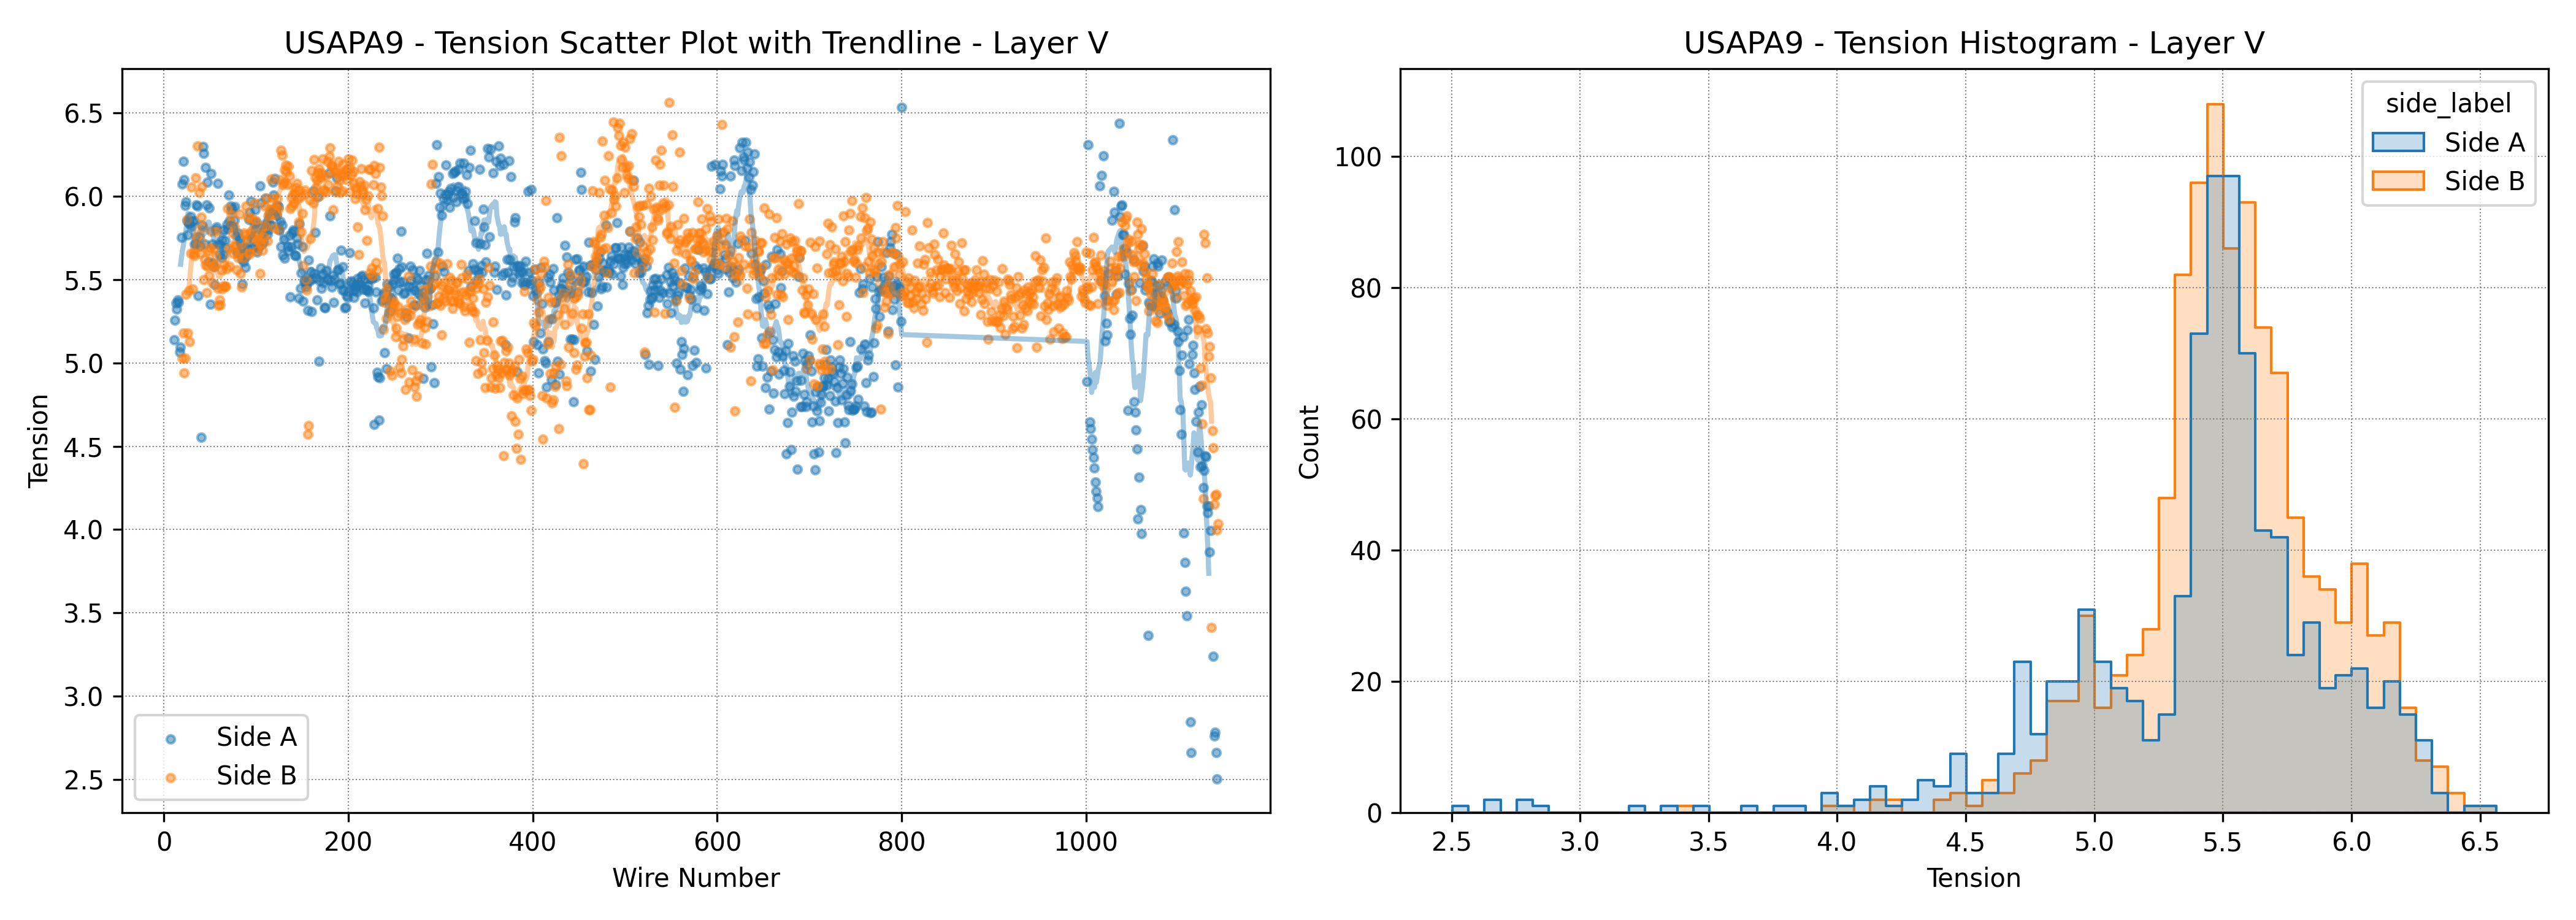 USAPA9 - Tension Scatter Plot with Trendline - Layer V
Tension
6.5
6.0
5.5
5.0
4.5
4.0
3.5
3.0
2.5
Side A
Side B
0 200 400 600 800 1000
Wire Number
USAPA9 - Tension Histogram - Layer V
Count
100
80
60
40
20
0
side_label
Side A
Side B
2.5 3.0 3.5 4.0 4.5 5.0 5.5 6.0 6.5
Tension